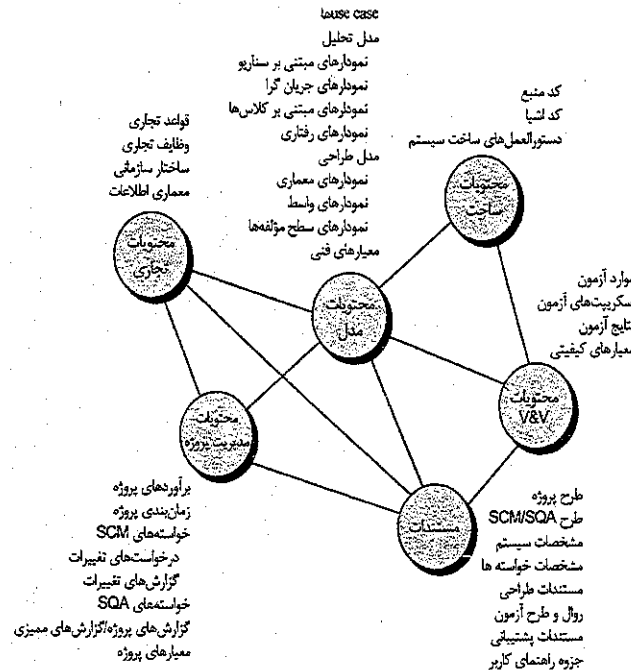 use caseها
مدل تحلیل
نمودارهای مبتنی بر سناریو
نمودارهای جریان گرا
نمودارهای مبتنی بر کلاس‌ها
نمودارهای رفتاری
مدل طراحی
نمودارهای معماری
نمودارهای واسط
نمودارهای سطح مؤلفه‌ها
معیارهای فنی
کد منبع
کد اشیا
دستورالعمل‌های ساخت سیستم
قواعد تجاری
وظایف تجاری
ساختار سازمانی
معماری اطلاعات
محتویات
ساخت
محتویات
تجاری
محتویات
مدل
موارد آزمون
سکریپت‌های آزمون
نتایج آزمون
معیارهای کیفیتی
محتویات
V&V
محتویات
مدیریت پروژه
مستندات
برآوردهای پروژه
زمان‌بندی پروژه
خواسته‌های SCM
درخواست‌های تغییرات
گزارش‌های تغییرات
خواسته‌های SQA
گزارش‌های پروژه/گزارش‌های ممیزی
معیارهای پروژه
طرح پروژه
طرح SCM/SQA
مشخصات سیستم
مشخصات خواسته ها
مستندات طراحی
روال و طرح آزمون
مستندات پشتیبانی
جزوه راهنمای کاربر